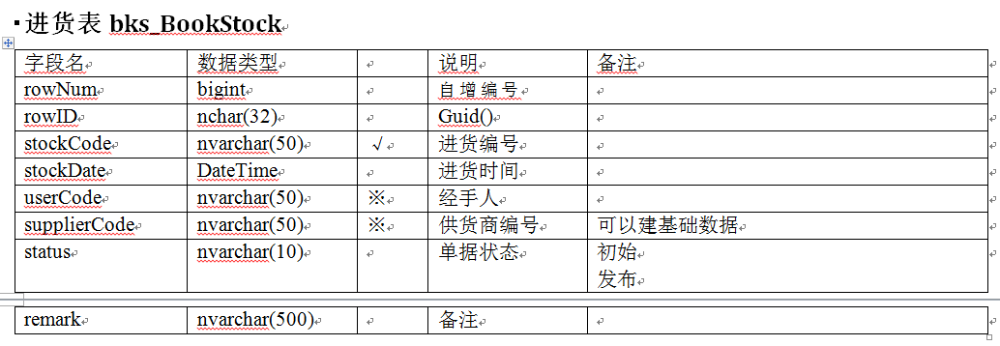 ▪进货表 bks_BookStock
字段名 数据类型 说明 备注
rowNum bigint 自增编号
rowID nchar(32) Guid()
stockCode nvarchar(50) √ 进货编号
stockDate DateTime 进货时间
userCode nvarchar(50) ※ 经手人
supplierCode nvarchar(50) ※ 供货商编号 可以建基础数据
status nvarchar(10) 单据状态 初始
发布
remark nvarchar(500) 备注